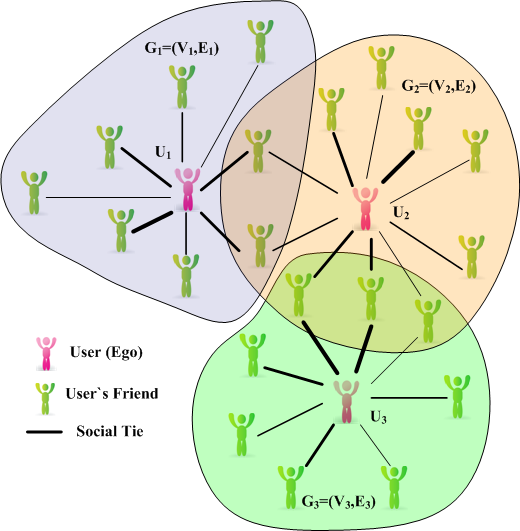 G₁=(V₁,E₁)
G₂=(V₂,E₂)
U₁
U₂
User (Ego)
User`s Friend
U₃
Social Tie
G₃=(V₃,E₃)